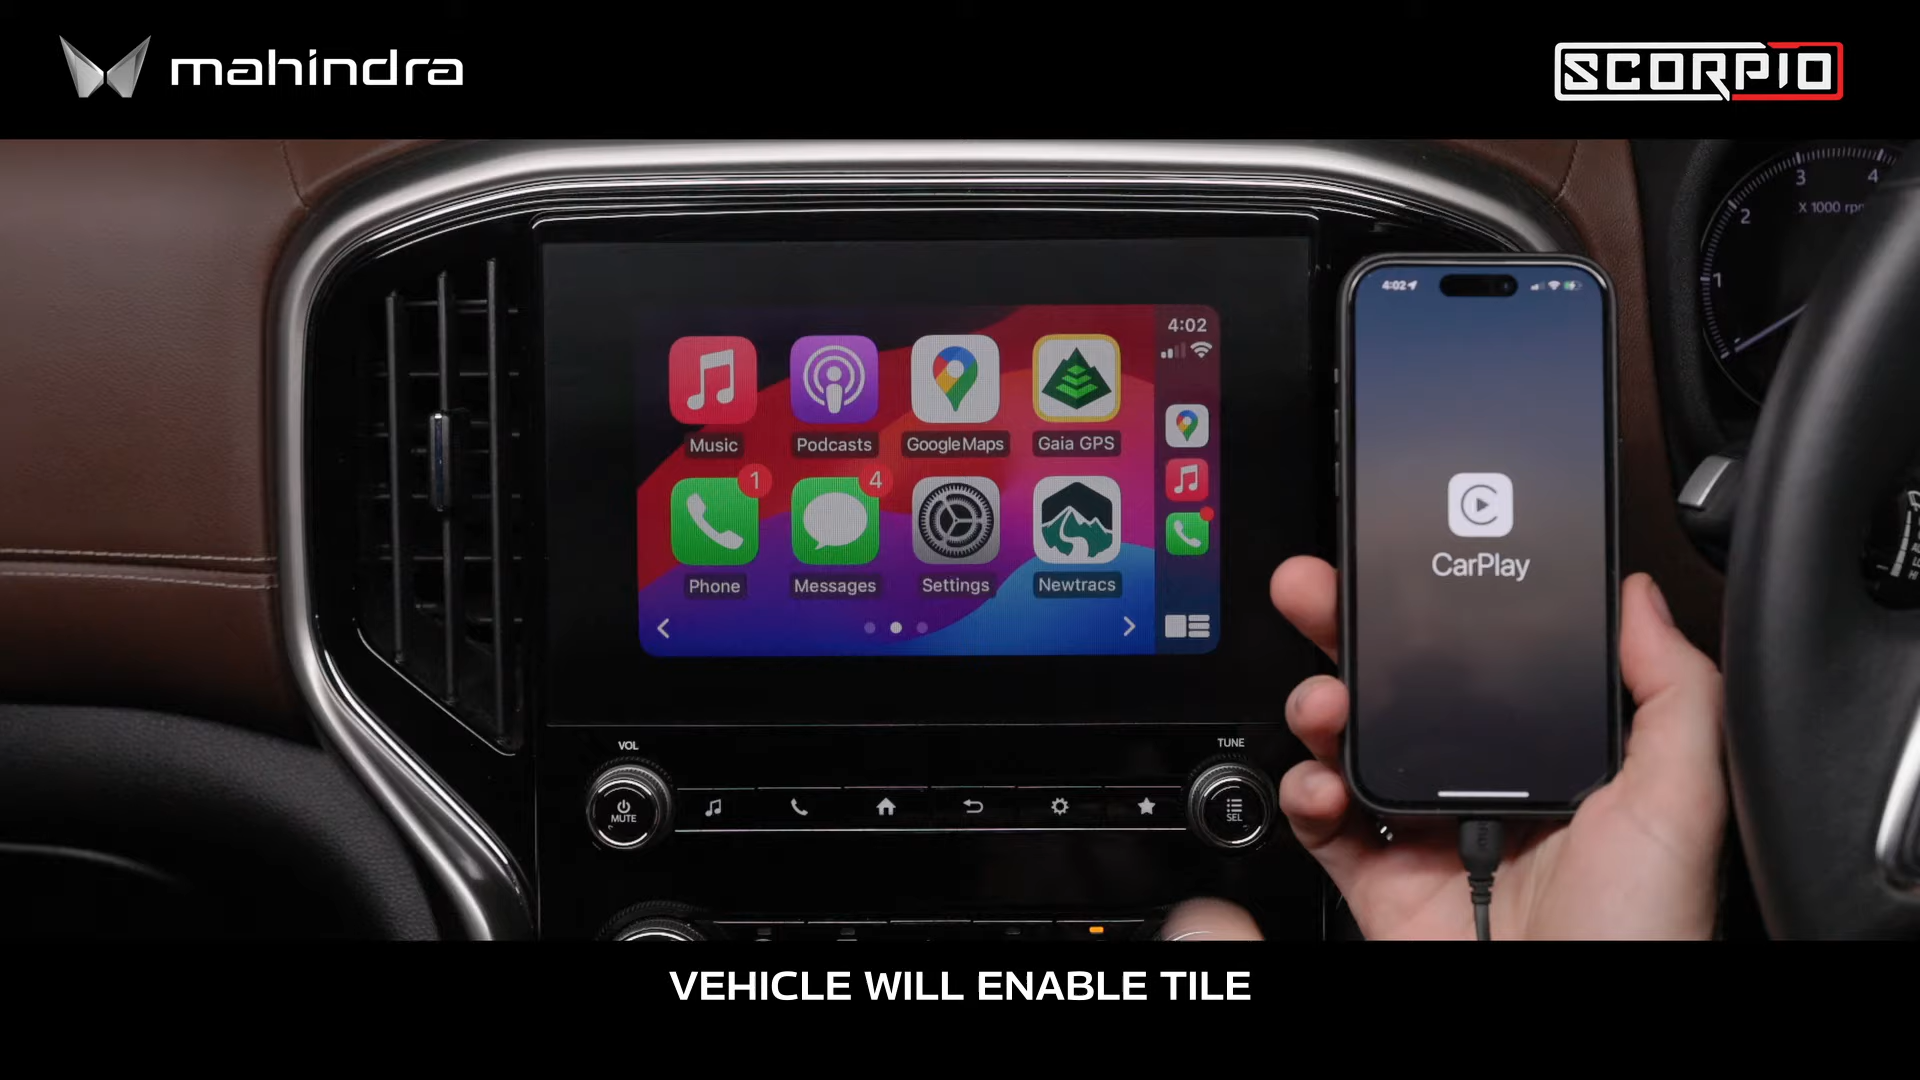 mahindra
SCORPIO
3
4
2
X 1000 rpm
1
4:02
4:02
Music
Podcasts
Google Maps
Gaia GPS
1
4
Phone
Messages
Settings
Newtracs
CarPlay
VOL
TUNE
MUTE
SEL
VEHICLE WILL ENABLE TILE